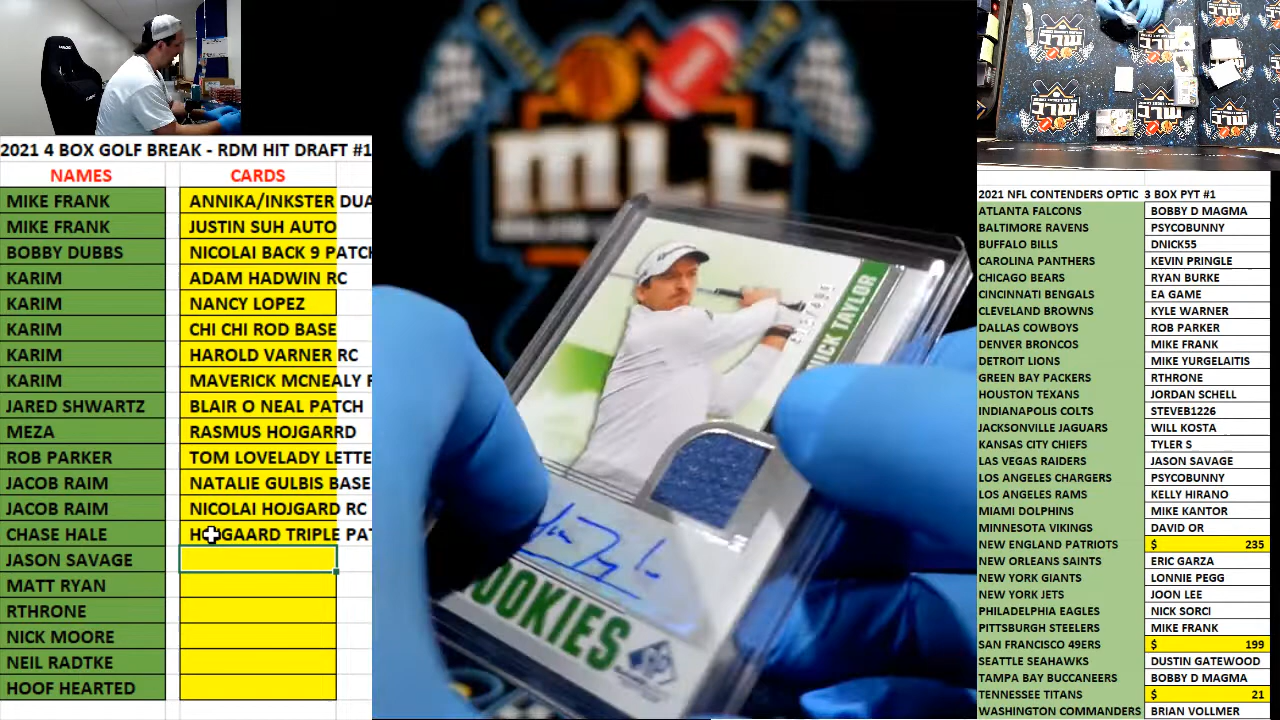 2021 4 BOX GOLF BREAK - RDM HIT DRAFT #1
NAMES CARDS
MIKE FRANK ANNIKA/INKSTER DUA
MIKE FRANK JUSTIN SUH AUTO
BOBBY DUBBS NICOLAI BACK 9 PATCH
KARIM ADAM HADWIN RC
KARIM NANCY LOPEZ
KARIM CHI CHI ROD BASE
KARIM HAROLD VARNER RC
KARIM MAVERICK MCNEALY
JARED SHWARTZ BLAIR O NEAL PATCH
MEZA RASMUS HOJGARRD
ROB PARKER TOM LOVELADY LETTE
JACOB RAIM NATALIE GULBIS BASE
JACOB RAIM NICOLAI HOJGARD RC
CHASE HALE HOJGAARD TRIPLE PAT
JASON SAVAGE
MATT RYAN
RTHRONE
NICK MOORE
NEIL RADTKE
HOOF HEARTED
MLC
NICK TAYLOR
ROOKIES
2021 NFL CONTENDERS OPTIC 3 BOX PYT #1
ATLANTA FALCONS BOBBY D MAGMA
BALTIMORE RAVENS PSYCOBUNNY
BUFFALO BILLS DNICK55
CAROLINA PANTHERS KEVIN PRINGLE
CHICAGO BEARS RYAN BURKE
CINCINNATI BENGALS EA GAME
CLEVELAND BROWNS KYLE WARNER
DALLAS COWBOYS ROB PARKER
DENVER BRONCOS MIKE FRANK
DETROIT LIONS MIKE YURGELAITIS
GREEN BAY PACKERS RTHRONE
HOUSTON TEXANS JORDAN SCHELL
INDIANAPOLIS COLTS STEVEB1226
JACKSONVILLE JAGUARS WILL KOSTA
KANSAS CITY CHIEFS TYLER S
LAS VEGAS RAIDERS JASON SAVAGE
LOS ANGELES CHARGERS PSYCOBUNNY
LOS ANGELES RAMS KELLY HIRANO
MIAMI DOLPHINS MIKE KANTOR
MINNESOTA VIKINGS DAVID OR
NEW ENGLAND PATRIOTS $ 235
NEW ORLEANS SAINTS ERIC GARZA
NEW YORK GIANTS LONNIE PEGG
NEW YORK JETS JOON LEE
PHILADELPHIA EAGLES NICK SORCI
PITTSBURGH STEELERS MIKE FRANK
SAN FRANCISCO 49ERS $ 199
SEATTLE SEAHAWKS DUSTIN GATEWOOD
TAMPA BAY BUCCANEERS BOBBY D MAGMA
TENNESSEE TITANS $ 21
WASHINGTON COMMANDERS BRIAN VOLLMER